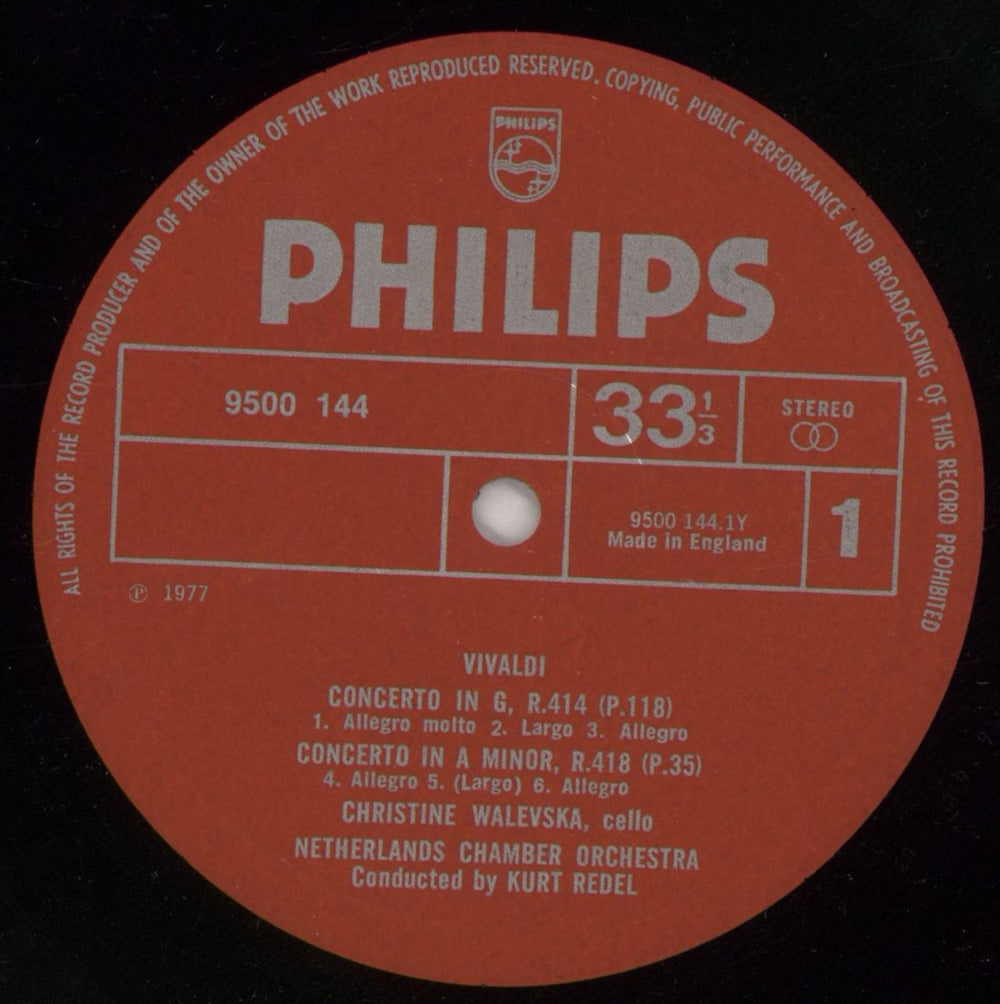 ALL RIGHTS OF THE RECORD PRODUCER AND OF THE OWNER OF THE WORK REPRODUCED RESERVED. COPYING, PUBLIC PERFORMANCE AND BROADCASTING OF THIS RECORD PROHIBITED
PHILIPS
PHILIPS
9500 144
33 1/3
STEREO
9500 144.1Y
Made in England
1
℗ 1977
VIVALDI
CONCERTO IN G, R.414 (P.118)
1. Allegro molto 2. Largo 3. Allegro
CONCERTO IN A MINOR, R.418 (P.35)
4. Allegro 5. (Largo) 6. Allegro
CHRISTINE WALEVSKA, cello
NETHERLANDS CHAMBER ORCHESTRA
Conducted by KURT REDEL